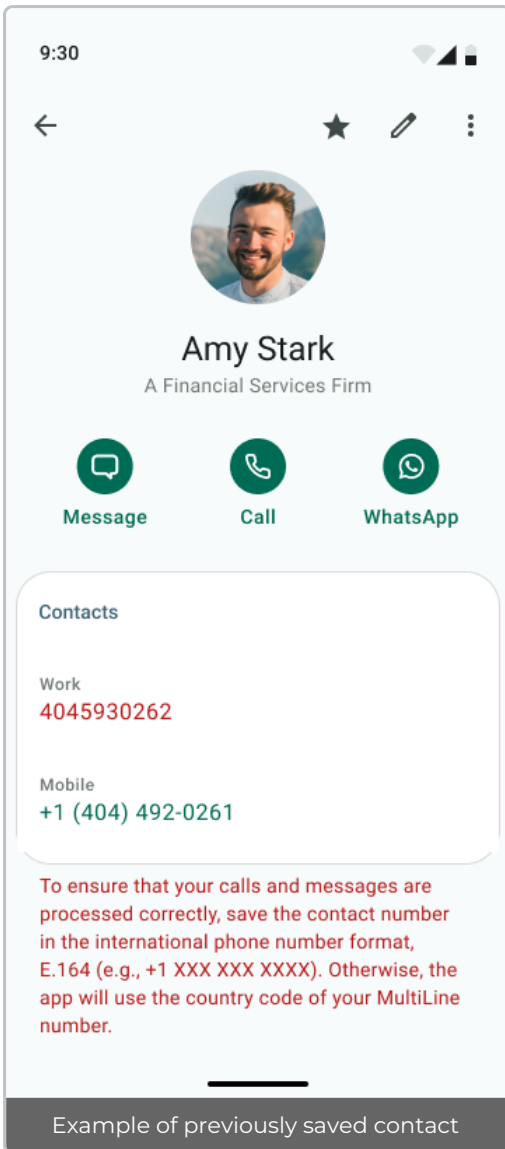 9:30
Amy Stark
A Financial Services Firm
Message
Call
WhatsApp
Contacts
Work
4045930262
Mobile
+1 (404) 492-0261
To ensure that your calls and messages are
processed correctly, save the contact number
in the international phone number format,
E.164 (e.g., +1 XXX XXX XXXX). Otherwise, the
app will use the country code of your MultiLine
number.
Example of previously saved contact